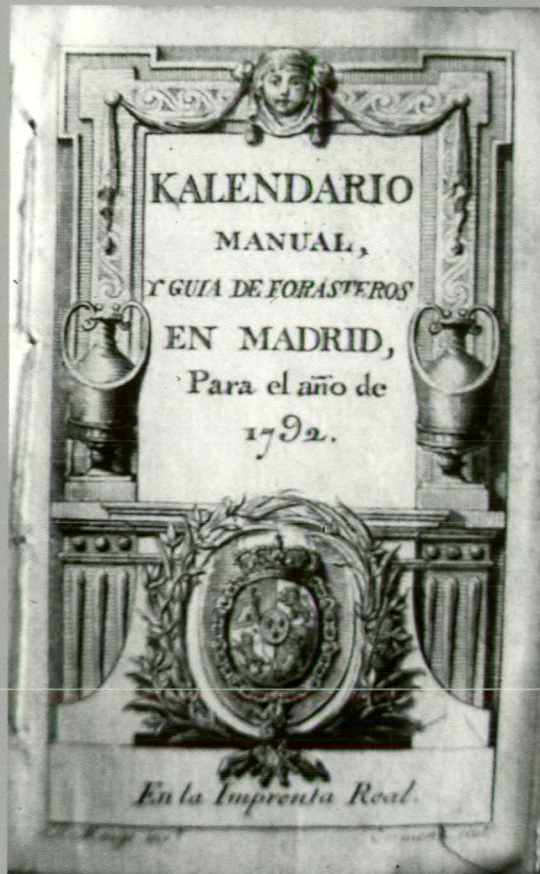 KALENDARIO
MANUAL,
Y GUIA DE FORASTEROS
EN MADRID,
Para el año de
1792.
En la Imprenta Real.